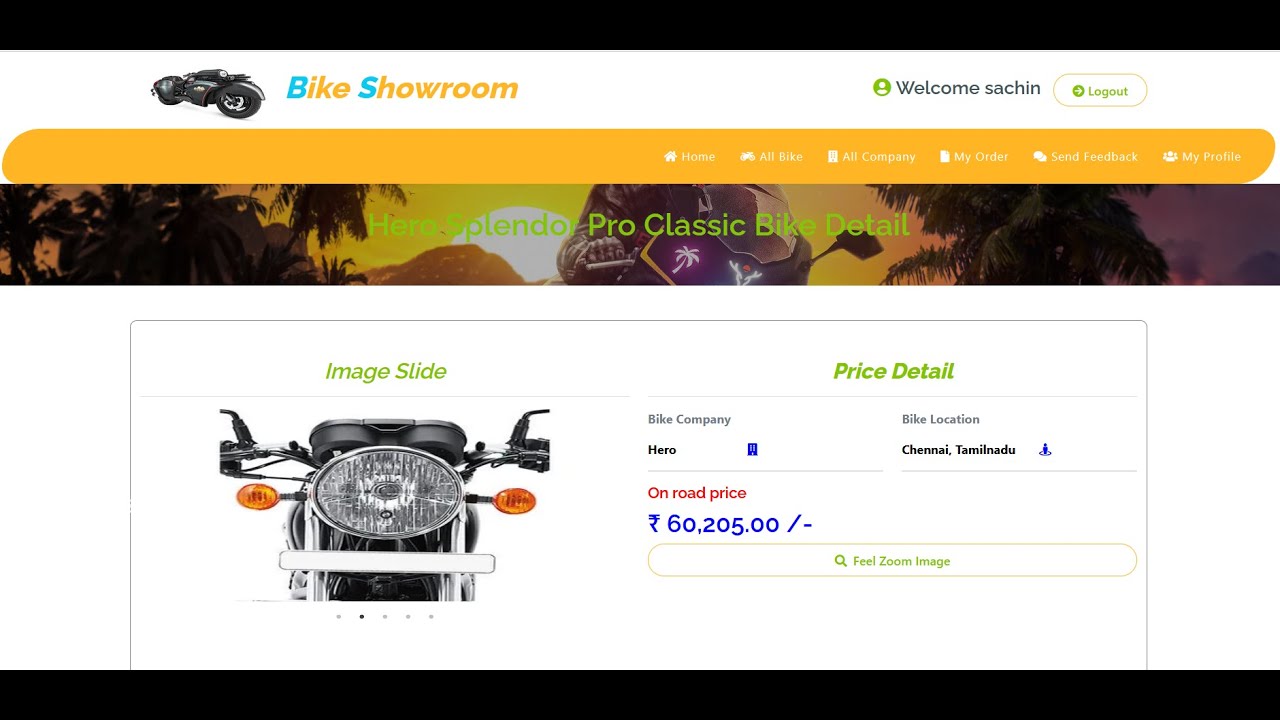 Bike Showroom
Welcome sachin
Logout
Home All Bike All Company My Order Send Feedback My Profile
Hero Splendor Pro Classic Bike Detail
Image Slide
Price Detail
Bike Company
Bike Location
Hero
Chennai, Tamilnadu
On road price
₹ 60,205.00 /-
Feel Zoom Image